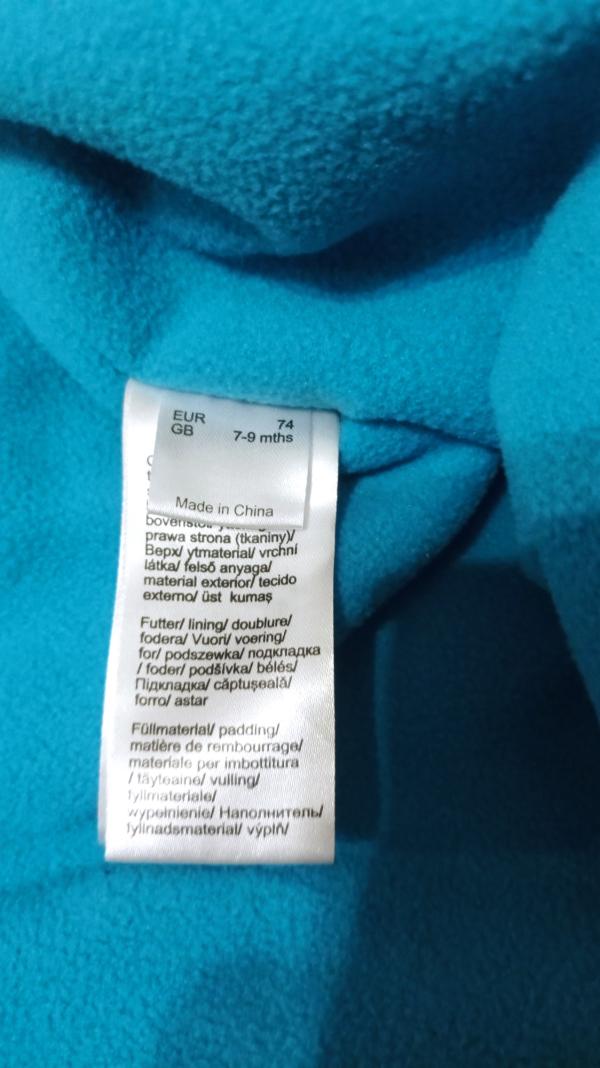 EUR 74
GB 7-9 mths
Made in China
prawa strona (tkaniny)/
Верх/ ytmaterial/ vrchní
látka/ felső anyaga/
material exterior/ tecido
externo/ üst kumaş
Futter/ lining/ doublure/
fodera/ Vuori/ voering/
for/ podszewka/ подкладка
/ foder/ podšívka/ bélés/
Підкладка/ căptuşeală/
forro/ astar
Füllmaterial/ padding/
matière de rembourrage/
materiale per imbottitura
/ täyteaine/ vulling/
fyllmateriale/
wypełnienie/ Наполнитель/
fyllnadsmaterial/ výplň/